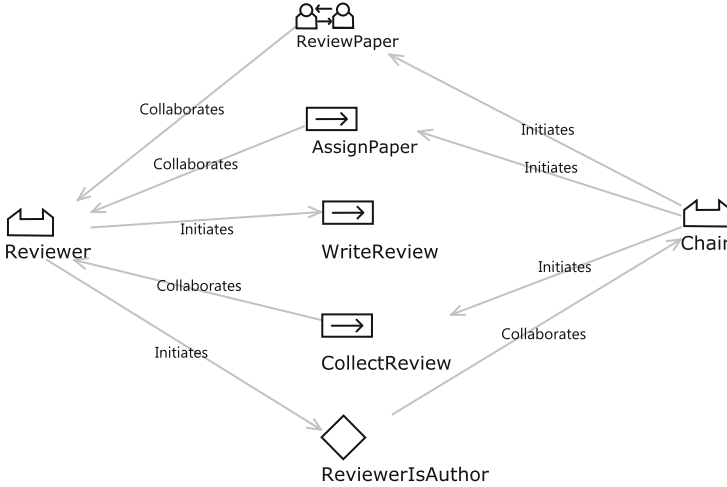 ReviewPaper
Collaborates
Initiates
AssignPaper
Collaborates
Initiates
Initiates
WriteReview
Reviewer
Chair
Initiates
Collaborates
Collaborates
Initiates
CollectReview
ReviewerIsAuthor